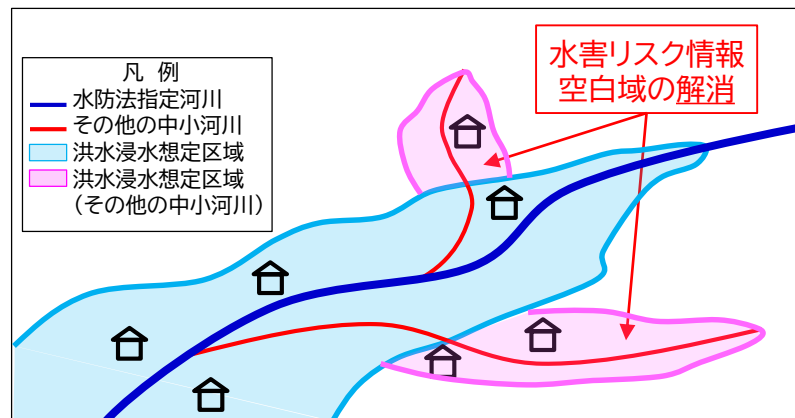 凡 例
水防法指定河川
その他の中小河川
洪水浸水想定区域
洪水浸水想定区域
（その他の中小河川）
水害リスク情報
空白域の解消